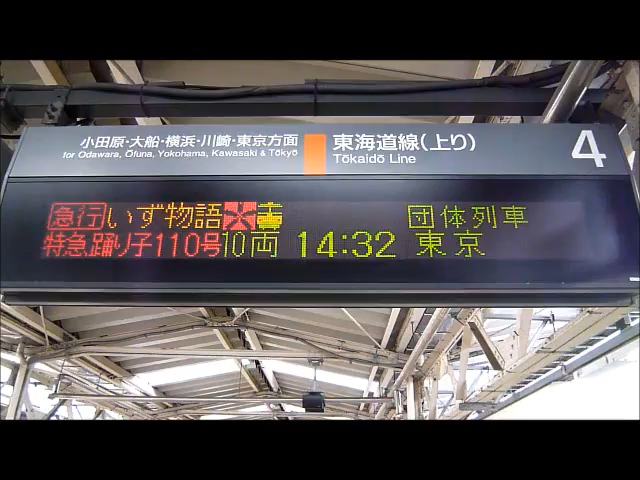 小田原・大船・横浜・川崎・東京方面
for Odawara, Ōfuna, Yokohama, Kawasaki & Tōkyō
東海道線(上り)
Tōkaidō Line
4
急行 いず物語 団体列車
特急 踊り子110号 10両 14:32 東京